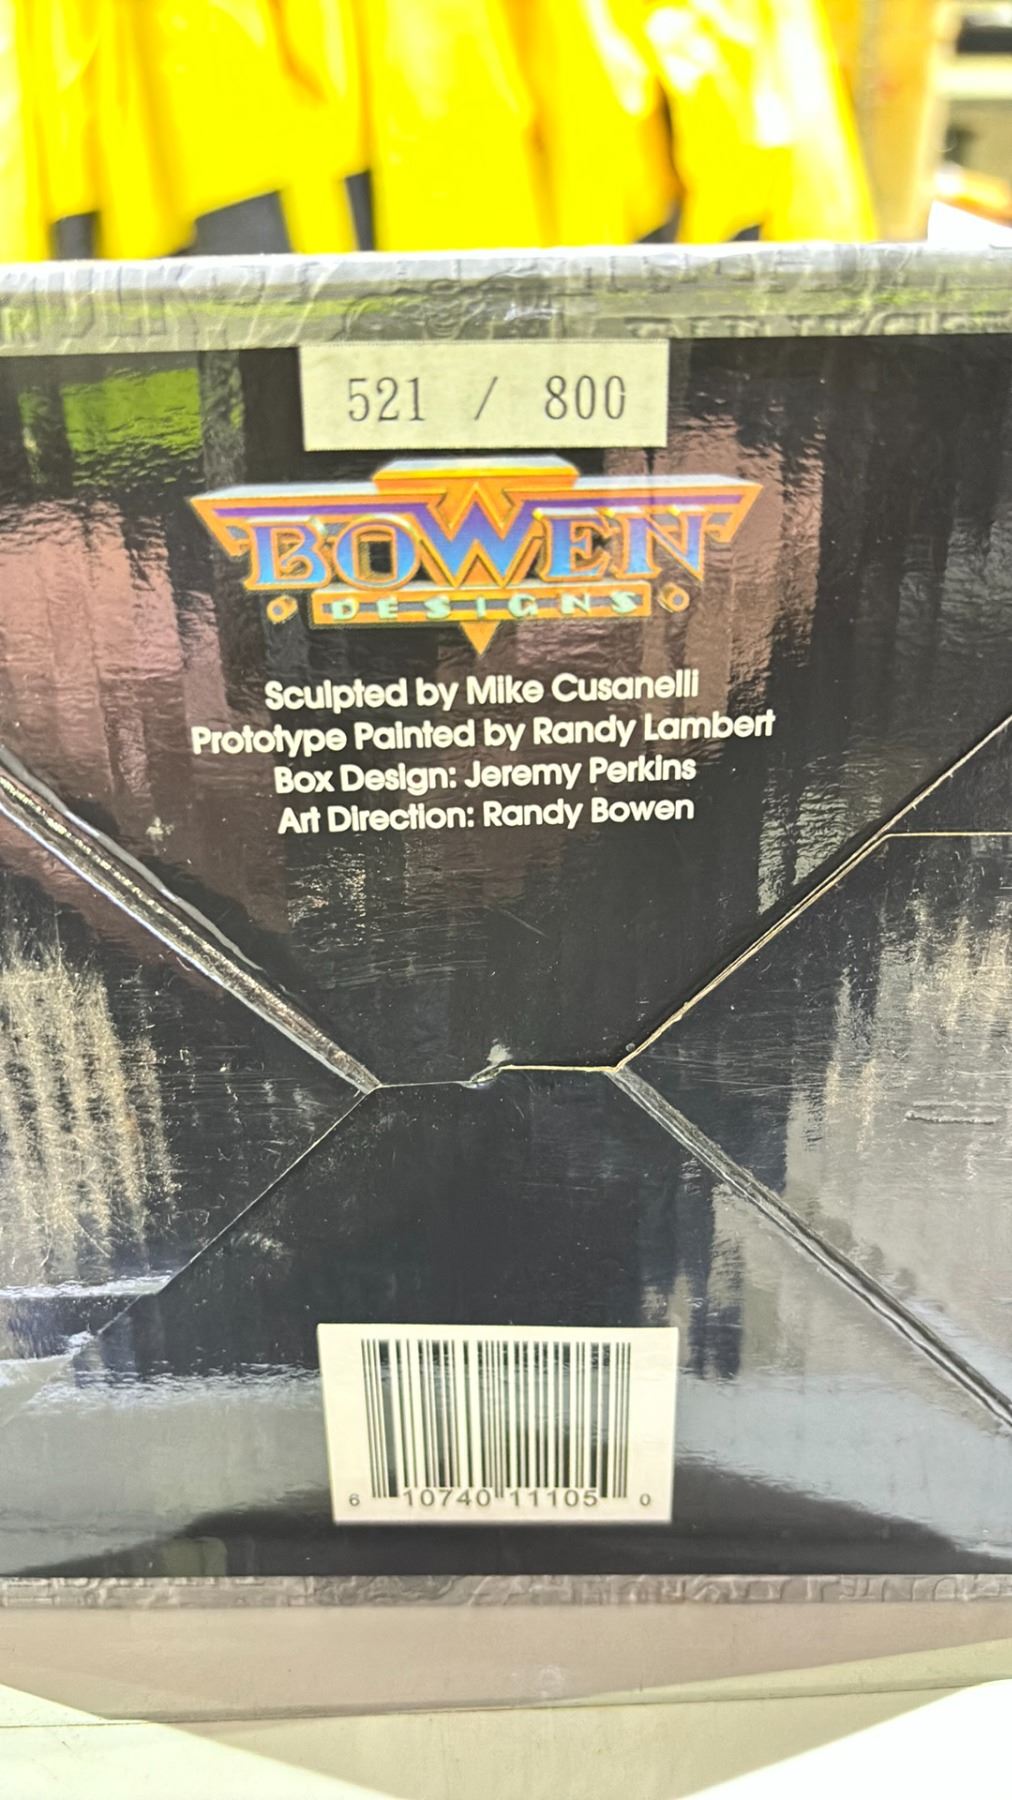 521 / 800
BOWEN
DESIGNS
Sculpted by Mike Cusanelli
Prototype Painted by Randy Lambert
Box Design: Jeremy Perkins
Art Direction: Randy Bowen
6 10740 11105 0